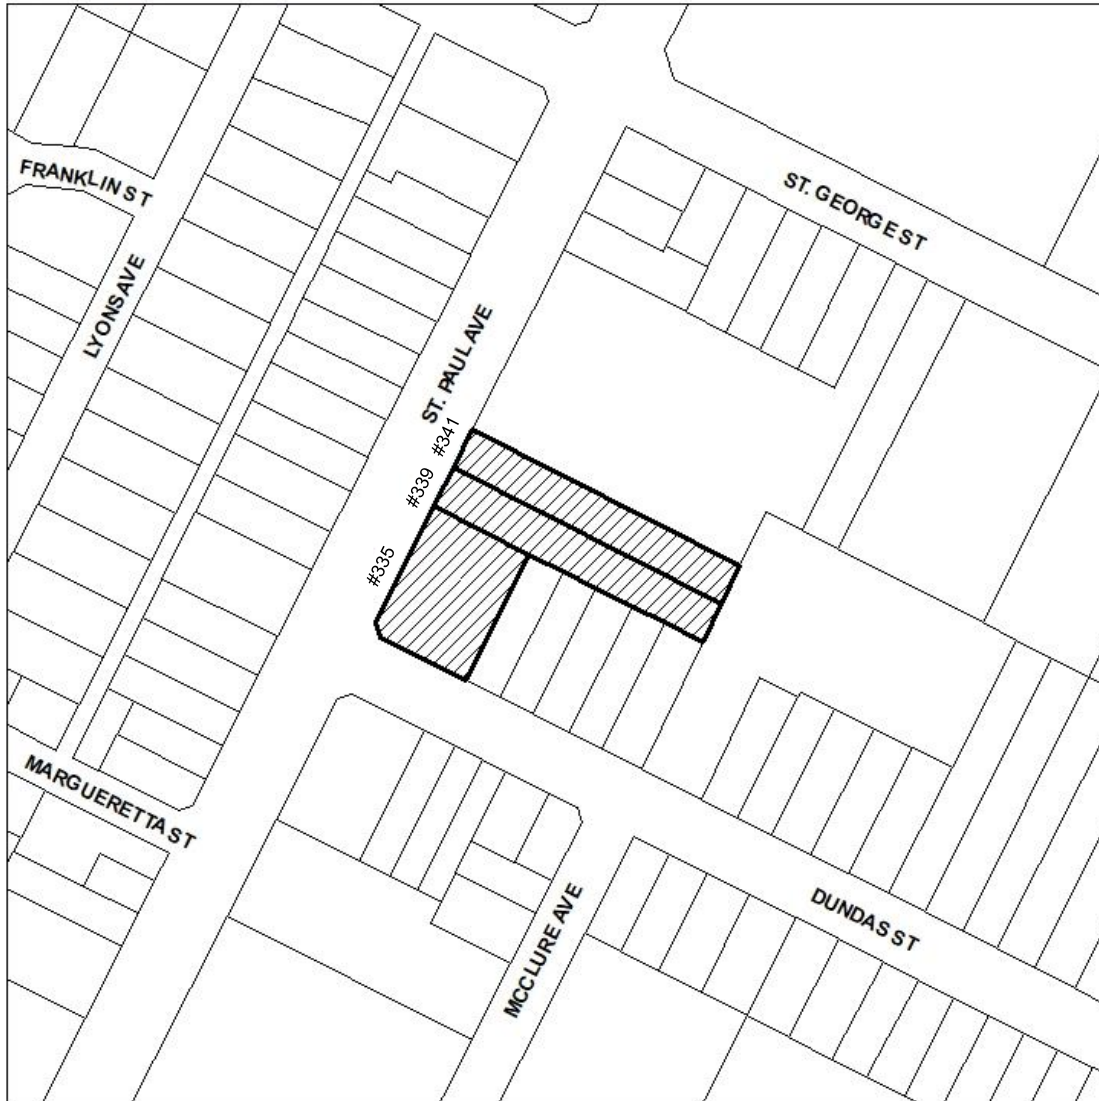 FRANKLIN ST
ST. GEORGE ST
LYONS AVE
ST. PAUL AVE
#341
#339
#335
MARGUERETTA ST
DUNDAS ST
MCCLURE AVE